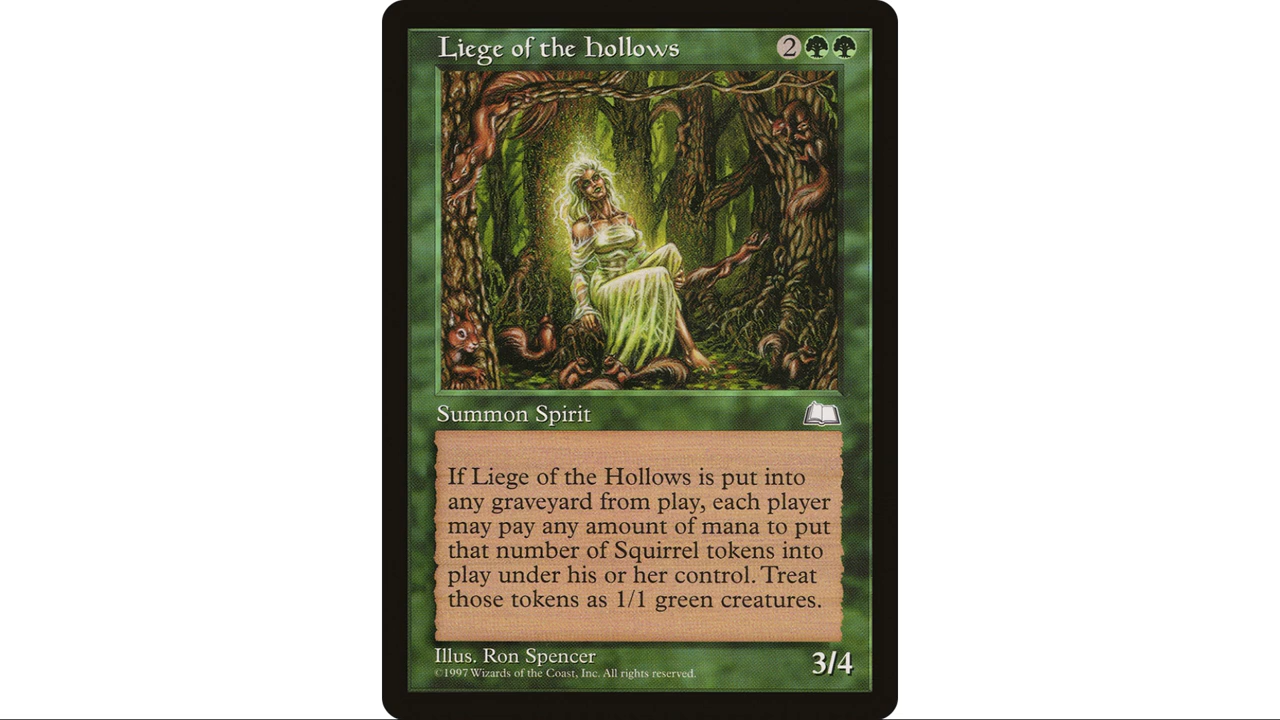 Liege of the Hollows 2
Summon Spirit
If Liege of the Hollows is put into
any graveyard from play, each player
may pay any amount of mana to put
that number of Squirrel tokens into
play under his or her control. Treat
those tokens as 1/1 green creatures.
Illus. Ron Spencer
©1997 Wizards of the Coast, Inc. All rights reserved.
3/4